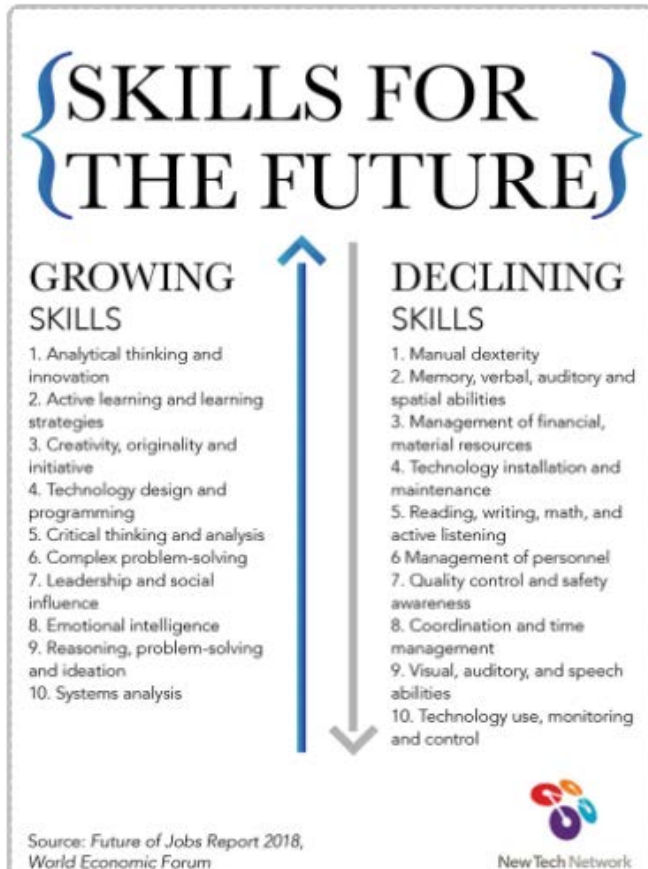 SKILLS FOR
THE FUTURE
GROWING
SKILLS
1. Analytical thinking and
innovation
2. Active learning and learning
strategies
3. Creativity, originality and
initiative
4. Technology design and
programming
5. Critical thinking and analysis
6. Complex problem-solving
7. Leadership and social
influence
8. Emotional intelligence
9. Reasoning, problem-solving
and ideation
10. Systems analysis
DECLINING
SKILLS
1. Manual dexterity
2. Memory, verbal, auditory and
spatial abilities
3. Management of financial,
material resources
4. Technology installation and
maintenance
5. Reading, writing, math, and
active listening
6 Management of personnel
7. Quality control and safety
awareness
8. Coordination and time
management
9. Visual, auditory, and speech
abilities
10. Technology use, monitoring
and control
Source: Future of Jobs Report 2018,
World Economic Forum
NewTech Network